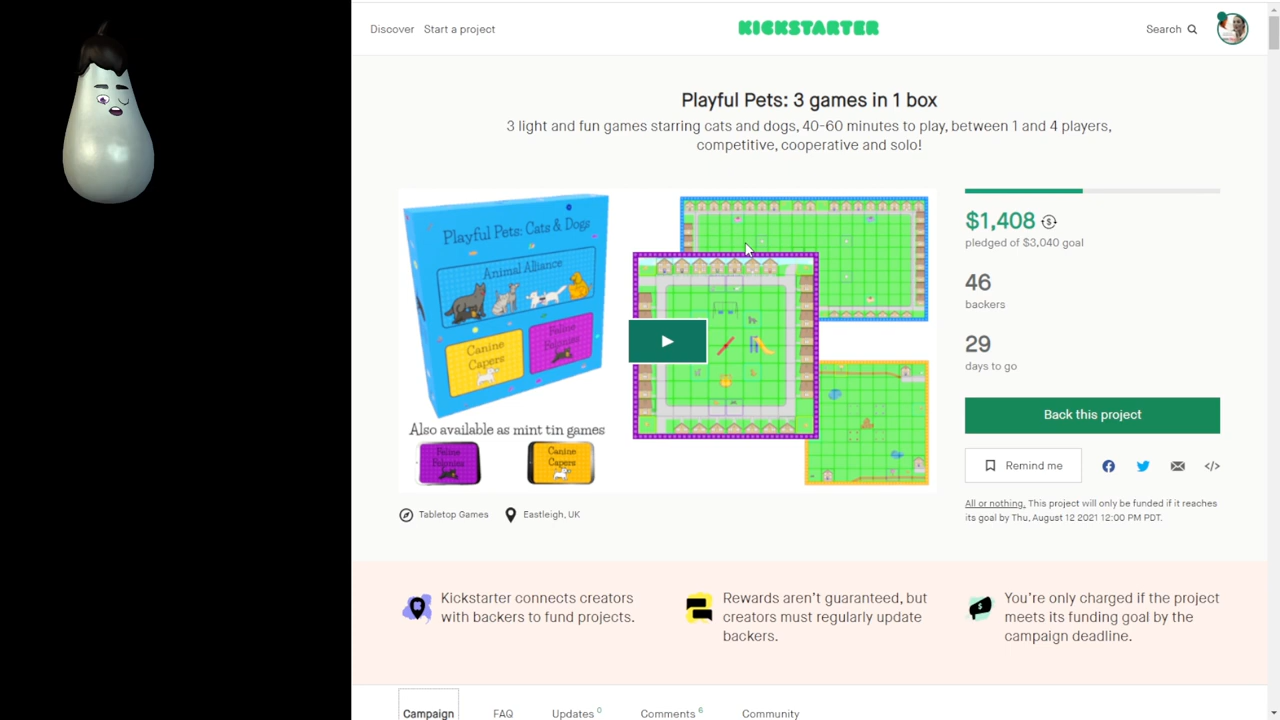 Discover Start a project KICKSTARTER Search
Playful Pets: 3 games in 1 box
3 light and fun games starring cats and dogs, 40-60 minutes to play, between 1 and 4 players,
competitive, cooperative and solo!
Playful Pets: Cats & Dogs
Animal Alliance
Canine
Capers
Feline
Felonies
Also available as mint tin games
Feline
Felonies
Canine
Capers
$1,408
pledged of $3,040 goal
46
backers
29
days to go
Back this project
Remind me
All or nothing. This project will only be funded if it reaches
its goal by Thu, August 12 2021 12:00 PM PDT.
Tabletop Games Eastleigh, UK
Kickstarter connects creators
with backers to fund projects.
Rewards aren't guaranteed, but
creators must regularly update
backers.
You're only charged if the project
meets its funding goal by the
campaign deadline.
Campaign FAQ Updates 0 Comments 6 Community